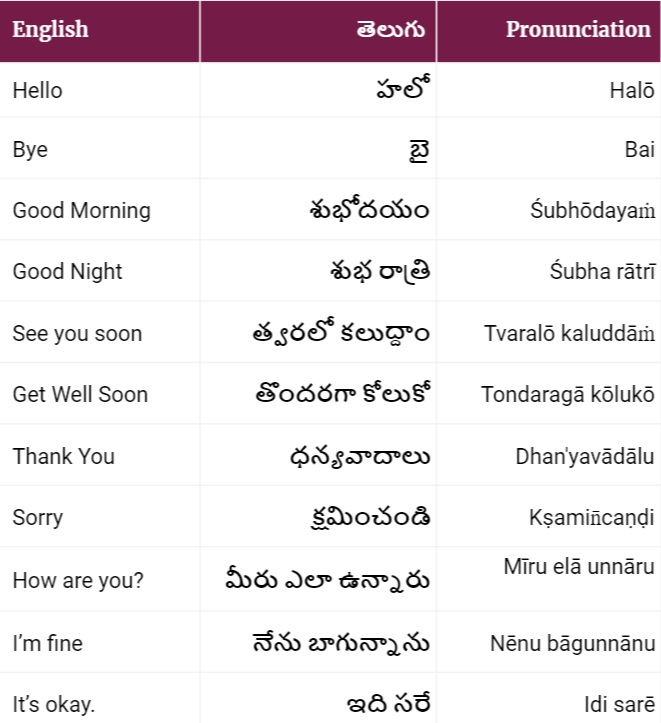 English తెలుగు Pronunciation
Hello హలో Halō
Bye బై Bai
Good Morning శుభోదయం Śubhōdayaṁ
Good Night శుభ రాత్రి Śubha rātrī
See you soon త్వరలో కలుద్దాం Tvaralō kaluddāṁ
Get Well Soon తొందరగా కోలుకో Tondaragā kōlukō
Thank You ధన్యవాదాలు Dhan'yavādālu
Sorry క్షమించండి Kṣamin̄caṇḍi
How are you? మీరు ఎలా ఉన్నారు Mīru elā unnāru
I’m fine నేను బాగున్నాను Nēnu bāgunnānu
It’s okay. ఇది సరే Idi sarē